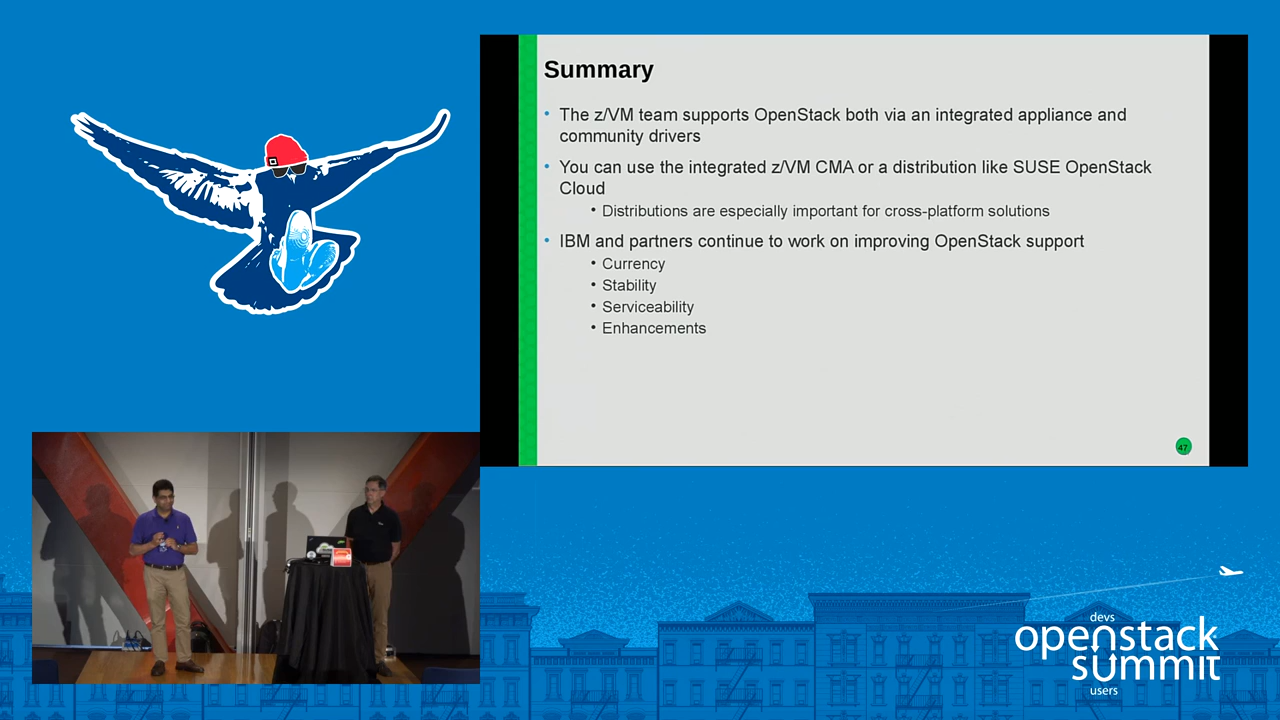 Summary
• The z/VM team supports OpenStack both via an integrated appliance and
community drivers
• You can use the integrated z/VM CMA or a distribution like SUSE OpenStack
Cloud
• Distributions are especially important for cross-platform solutions
• IBM and partners continue to work on improving OpenStack support
• Currency
• Stability
• Serviceability
• Enhancements
47
devs
openstack
summit
users